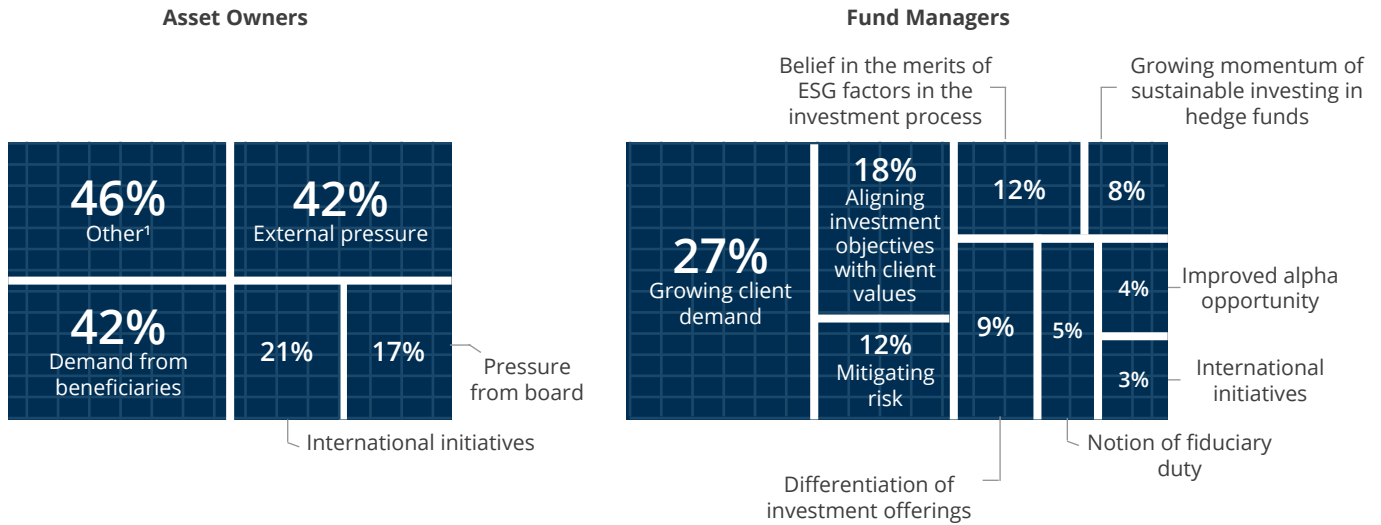 Asset Owners
46%
Other¹
42%
External pressure
42%
Demand from
beneficiaries
21%
17%
Pressure
from board
International initiatives
Fund Managers
Belief in the merits of
ESG factors in the
investment process
Growing momentum of
sustainable investing in
hedge funds
27%
Growing client
demand
18%
Aligning
investment
objectives
with client
values
12%
Mitigating
risk
12%
8%
9%
5%
4%
Improved alpha
opportunity
3%
International
initiatives
Notion of fiduciary
duty
Differentiation of
investment offerings